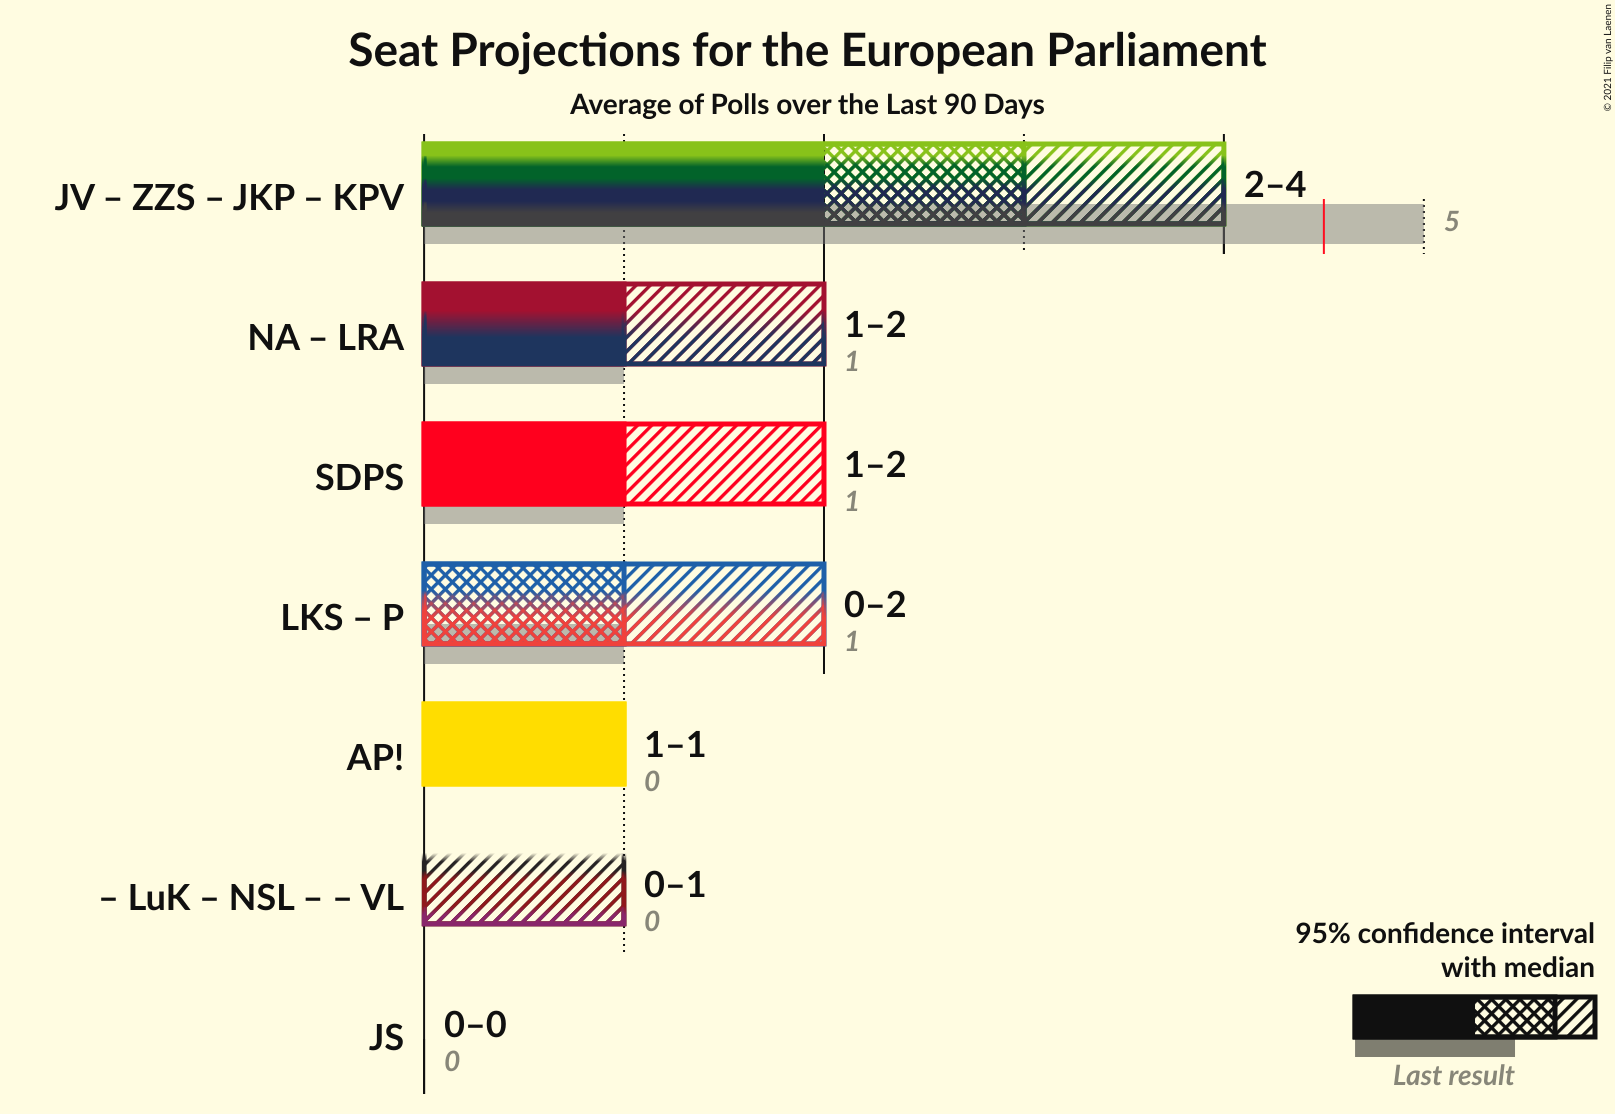 Seat Projections for the European Parliament
Average of Polls over the Last 90 Days
© 2021 Filip van Laenen
JV – ZZS – JKP – KPV
2–4
5
NA – LRA
1–2
1
SDPS
1–2
1
LKS – P
0–2
1
AP!
1–1
0
– LuK – NSL – – VL
0–1
0
JS
0–0
0
95% confidence interval
with median
Last result